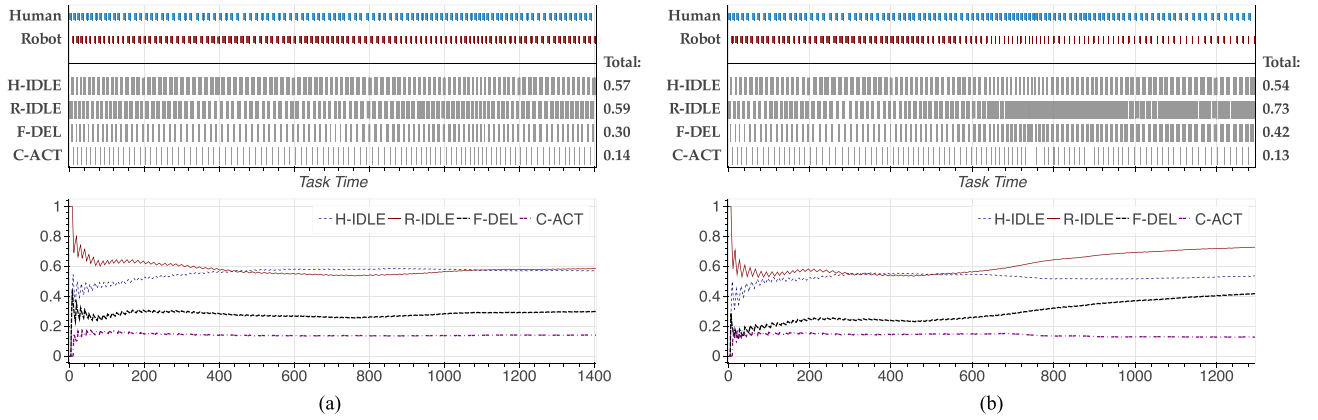 Human
Robot
Total:
H-IDLE 0.57
R-IDLE 0.59
F-DEL 0.30
C-ACT 0.14
Task Time
H-IDLE R-IDLE F-DEL C-ACT
1
0.8
0.6
0.4
0.2
0
0 200 400 600 800 1000 1200 1400
(a)
Human
Robot
Total:
H-IDLE 0.54
R-IDLE 0.73
F-DEL 0.42
C-ACT 0.13
Task Time
H-IDLE R-IDLE F-DEL C-ACT
1
0.8
0.6
0.4
0.2
0
0 200 400 600 800 1000 1200
(b)